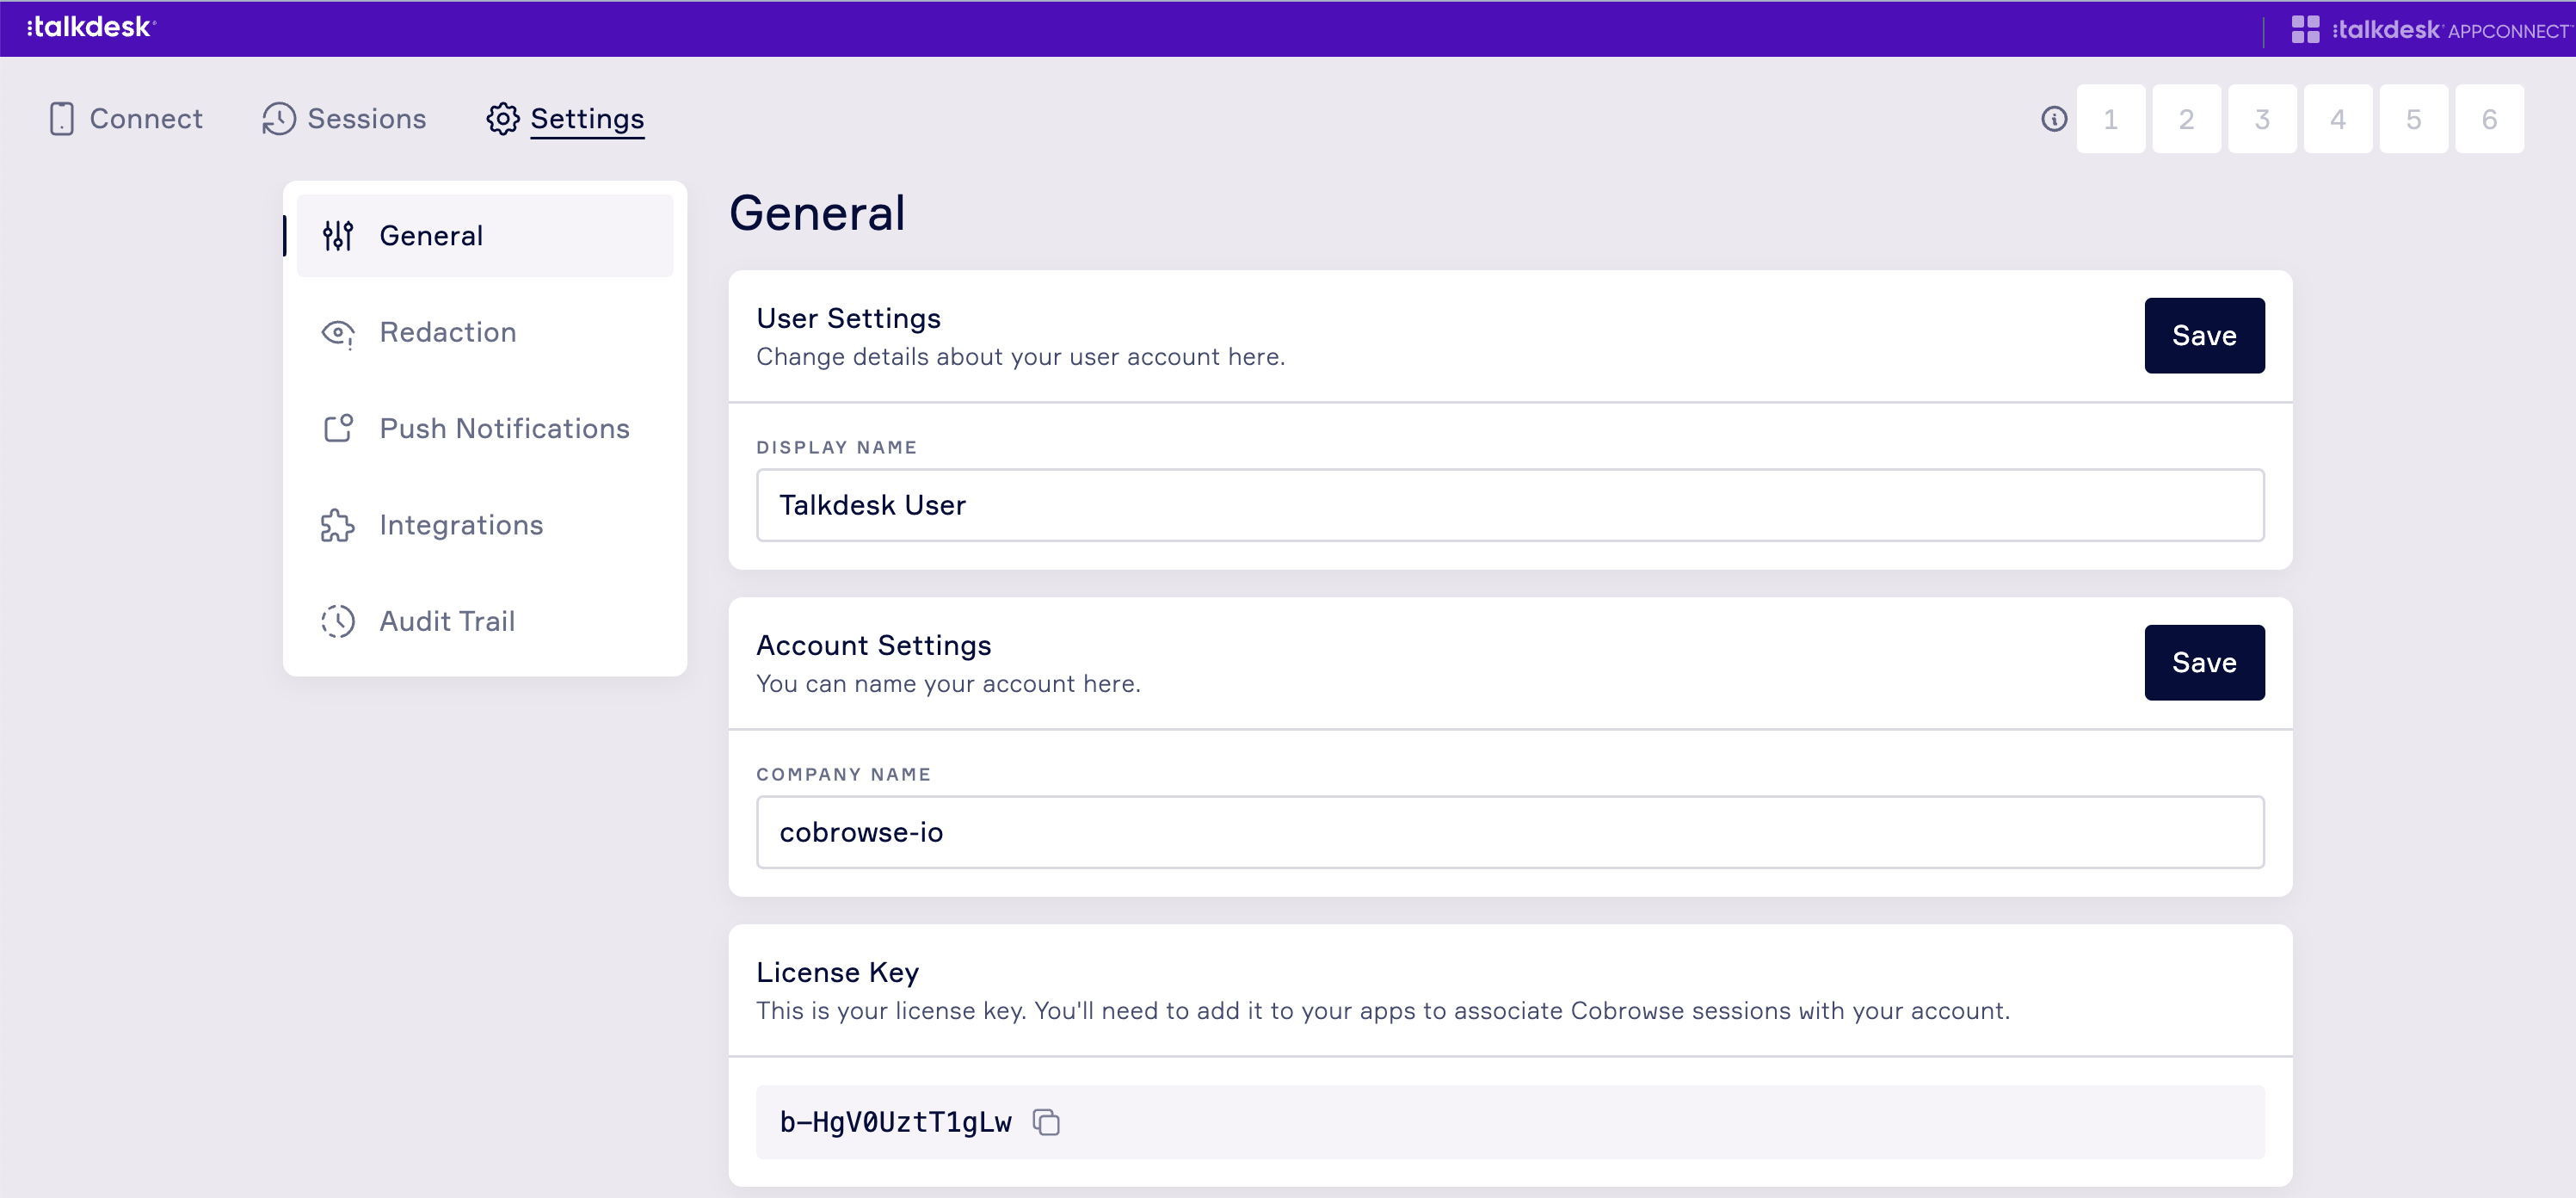 :talkdesk®
:talkdesk® APPCONNECT™
Connect
Sessions
Settings
1 2 3 4 5 6
General
Redaction
Push Notifications
Integrations
Audit Trail
General
User Settings
Change details about your user account here.
Save
DISPLAY NAME
Talkdesk User
Account Settings
You can name your account here.
Save
COMPANY NAME
cobrowse-io
License Key
This is your license key. You'll need to add it to your apps to associate Cobrowse sessions with your account.
b-HgV0UztT1gLw